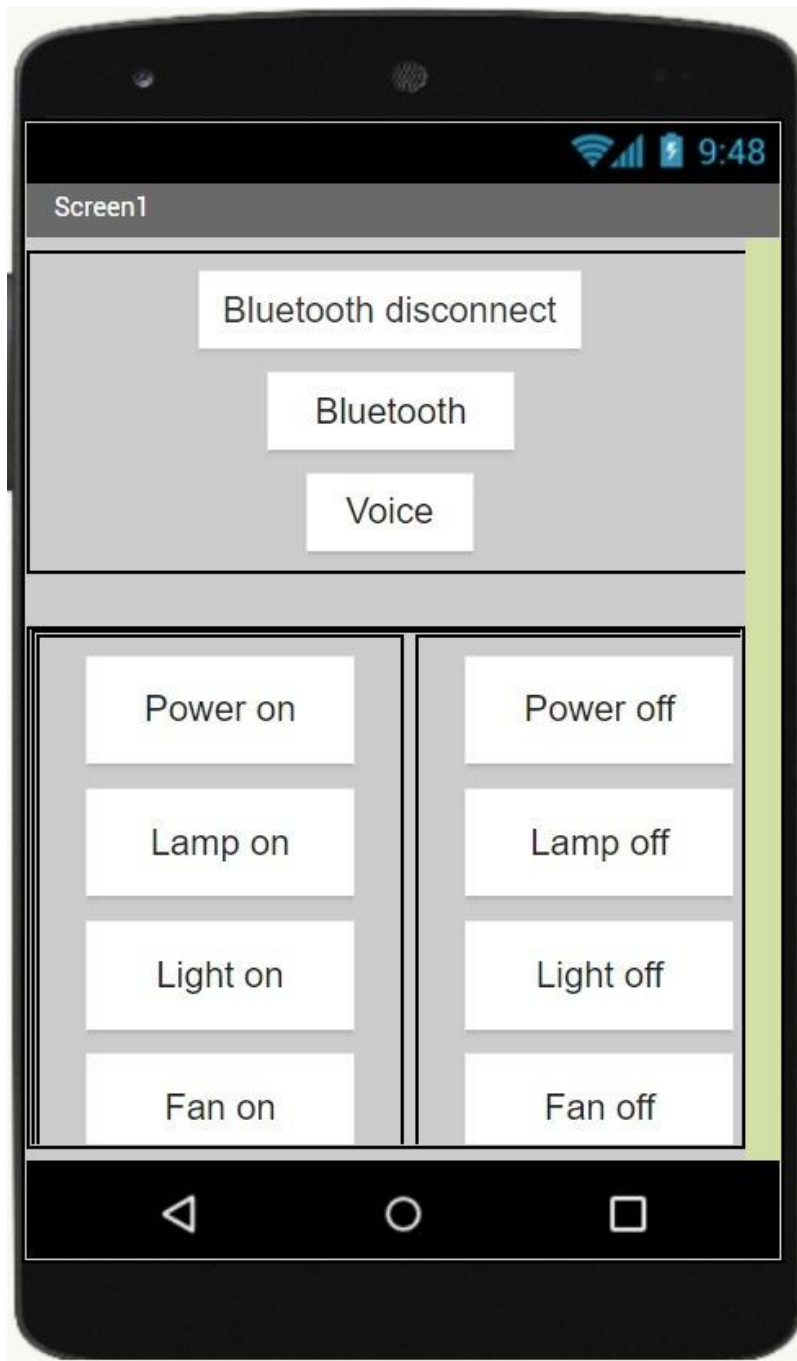 9:48
Screen1
Bluetooth disconnect
Bluetooth
Voice
Power on Power off
Lamp on Lamp off
Light on Light off
Fan on Fan off